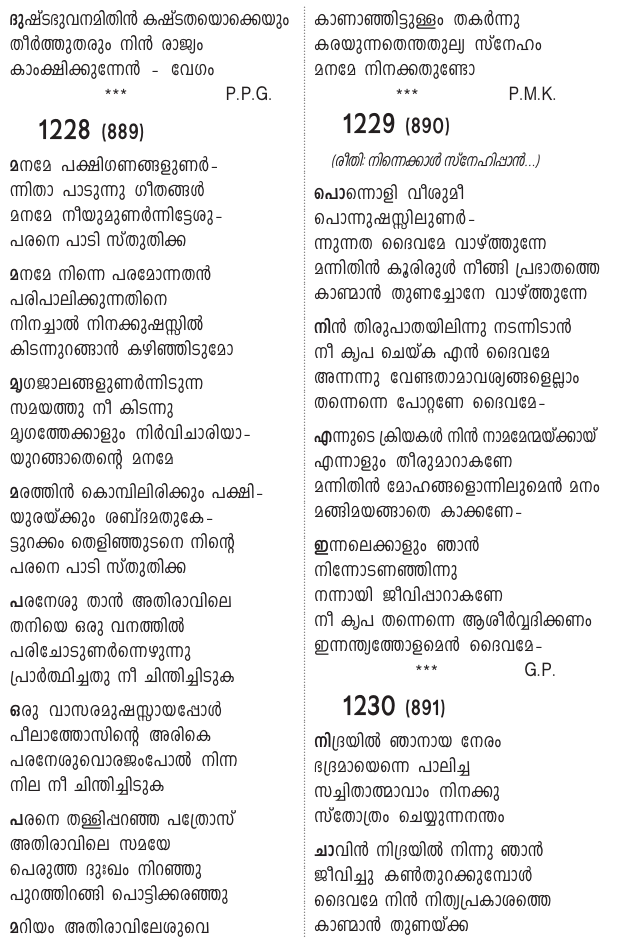 ദുഷ്ടഭുവനമിതിൻ കഷ്ടതയൊക്കെയും
തീർത്തുതരും നിൻ രാജ്യം
കാംക്ഷിക്കുന്നേൻ - വേഗം
*** P.P.G.
1228 (889)
മനമേ പക്ഷിഗണങ്ങളുണർ-
ന്നിതാ പാടുന്നു ഗീതങ്ങൾ
മനമേ നീയുമുണർന്നിട്ടേശു-
പരനെ പാടി സ്തുതിക്ക
മനമേ നിന്നെ പരമോന്നതൻ
പരിപാലിക്കുന്നതിനെ
നിനച്ചാൽ നിനക്കുഷസ്സിൽ
കിടന്നുറങ്ങാൻ കഴിഞ്ഞിടുമോ
മൃഗജാലങ്ങളുണർന്നിടുന്ന
സമയത്തു നീ കിടന്നു
മൃഗത്തേക്കാളും നിർവിചാരിയാ-
യുറങ്ങാതെന്റെ മനമേ
മരത്തിൻ കൊമ്പിലിരിക്കും പക്ഷി-
യുരയ്ക്കും ശബ്ദമതുകേ-
ട്ടുറക്കം തെളിഞ്ഞുടനെ നിന്റെ
പരനെ പാടി സ്തുതിക്ക
പരനേശു താൻ അതിരാവിലെ
തനിയെ ഒരു വനത്തിൽ
പരിചോടുണർന്നെഴുന്നു
പ്രാർത്ഥിച്ചതു നീ ചിന്തിച്ചിടുക
ഒരു വാസരമുഷസ്സായപ്പോൾ
പീലാത്തോസിന്റെ അരികെ
പരനേശുവൊരജംപോൽ നിന്ന
നില നീ ചിന്തിച്ചിടുക
പരനെ തള്ളിപ്പറഞ്ഞ പത്രോസ്
അതിരാവിലെ സമയേ
പെരുത്ത ദുഃഖം നിറഞ്ഞു
പുറത്തിറങ്ങി പൊട്ടിക്കരഞ്ഞു
മറിയം അതിരാവിലേശുവെ
കാണാഞ്ഞിട്ടുള്ളം തകർന്നു
കരയുന്നതെന്തതുല്യ സ്നേഹം
മനമേ നിനക്കതുണ്ടോ
*** P.M.K.
1229 (890)
(രീതി: നിന്നെക്കാൾ സ്നേഹിപ്പാൻ...)
പൊന്നൊളി വീശുമീ
പൊന്നുഷസ്സിലുണർ-
ന്നുന്നത ദൈവമേ വാഴ്ത്തുന്നേ
മന്നിതിൻ കൂരിരുൾ നീങ്ങി പ്രഭാതത്തെ
കാണ്മാൻ തുണച്ചോനേ വാഴ്ത്തുന്നേ
നിൻ തിരുപാതയിലിന്നു നടന്നിടാൻ
നീ കൃപ ചെയ്ക എൻ ദൈവമേ
അന്നന്നു വേണ്ടതാമാവശ്യങ്ങളെല്ലാം
തന്നെന്നെ പോറ്റണേ ദൈവമേ-
എന്നുടെ ക്രിയകൾ നിൻ നാമമേന്മയ്ക്കായ്
എന്നാളും തീരുമാറാകണേ
മന്നിതിൻ മോഹങ്ങളൊന്നിലുമെൻ മനം
മങ്ങിമയങ്ങാതെ കാക്കണേ-
ഇന്നലെക്കാളും ഞാൻ
നിന്നോടണഞ്ഞിന്നു
നന്നായി ജീവിപ്പാറാകണേ
നീ കൃപ തന്നെന്നെ ആശീർവ്വദിക്കണം
ഇന്നന്ത്യത്തോളമെൻ ദൈവമേ-
*** G.P.
1230 (891)
നിദ്രയിൽ ഞാനായ നേരം
ഭദ്രമായെന്നെ പാലിച്ച
സച്ചിതാത്മാവാം നിനക്കു
സ്തോത്രം ചെയ്യുന്നനന്തം
ചാവിൻ നിദ്രയിൽ നിന്നു ഞാൻ
ജീവിച്ചു കൺതുറക്കുമ്പോൾ
ദൈവമേ നിൻ നിത്യപ്രകാശത്തെ
കാണ്മാൻ തുണയ്ക്ക